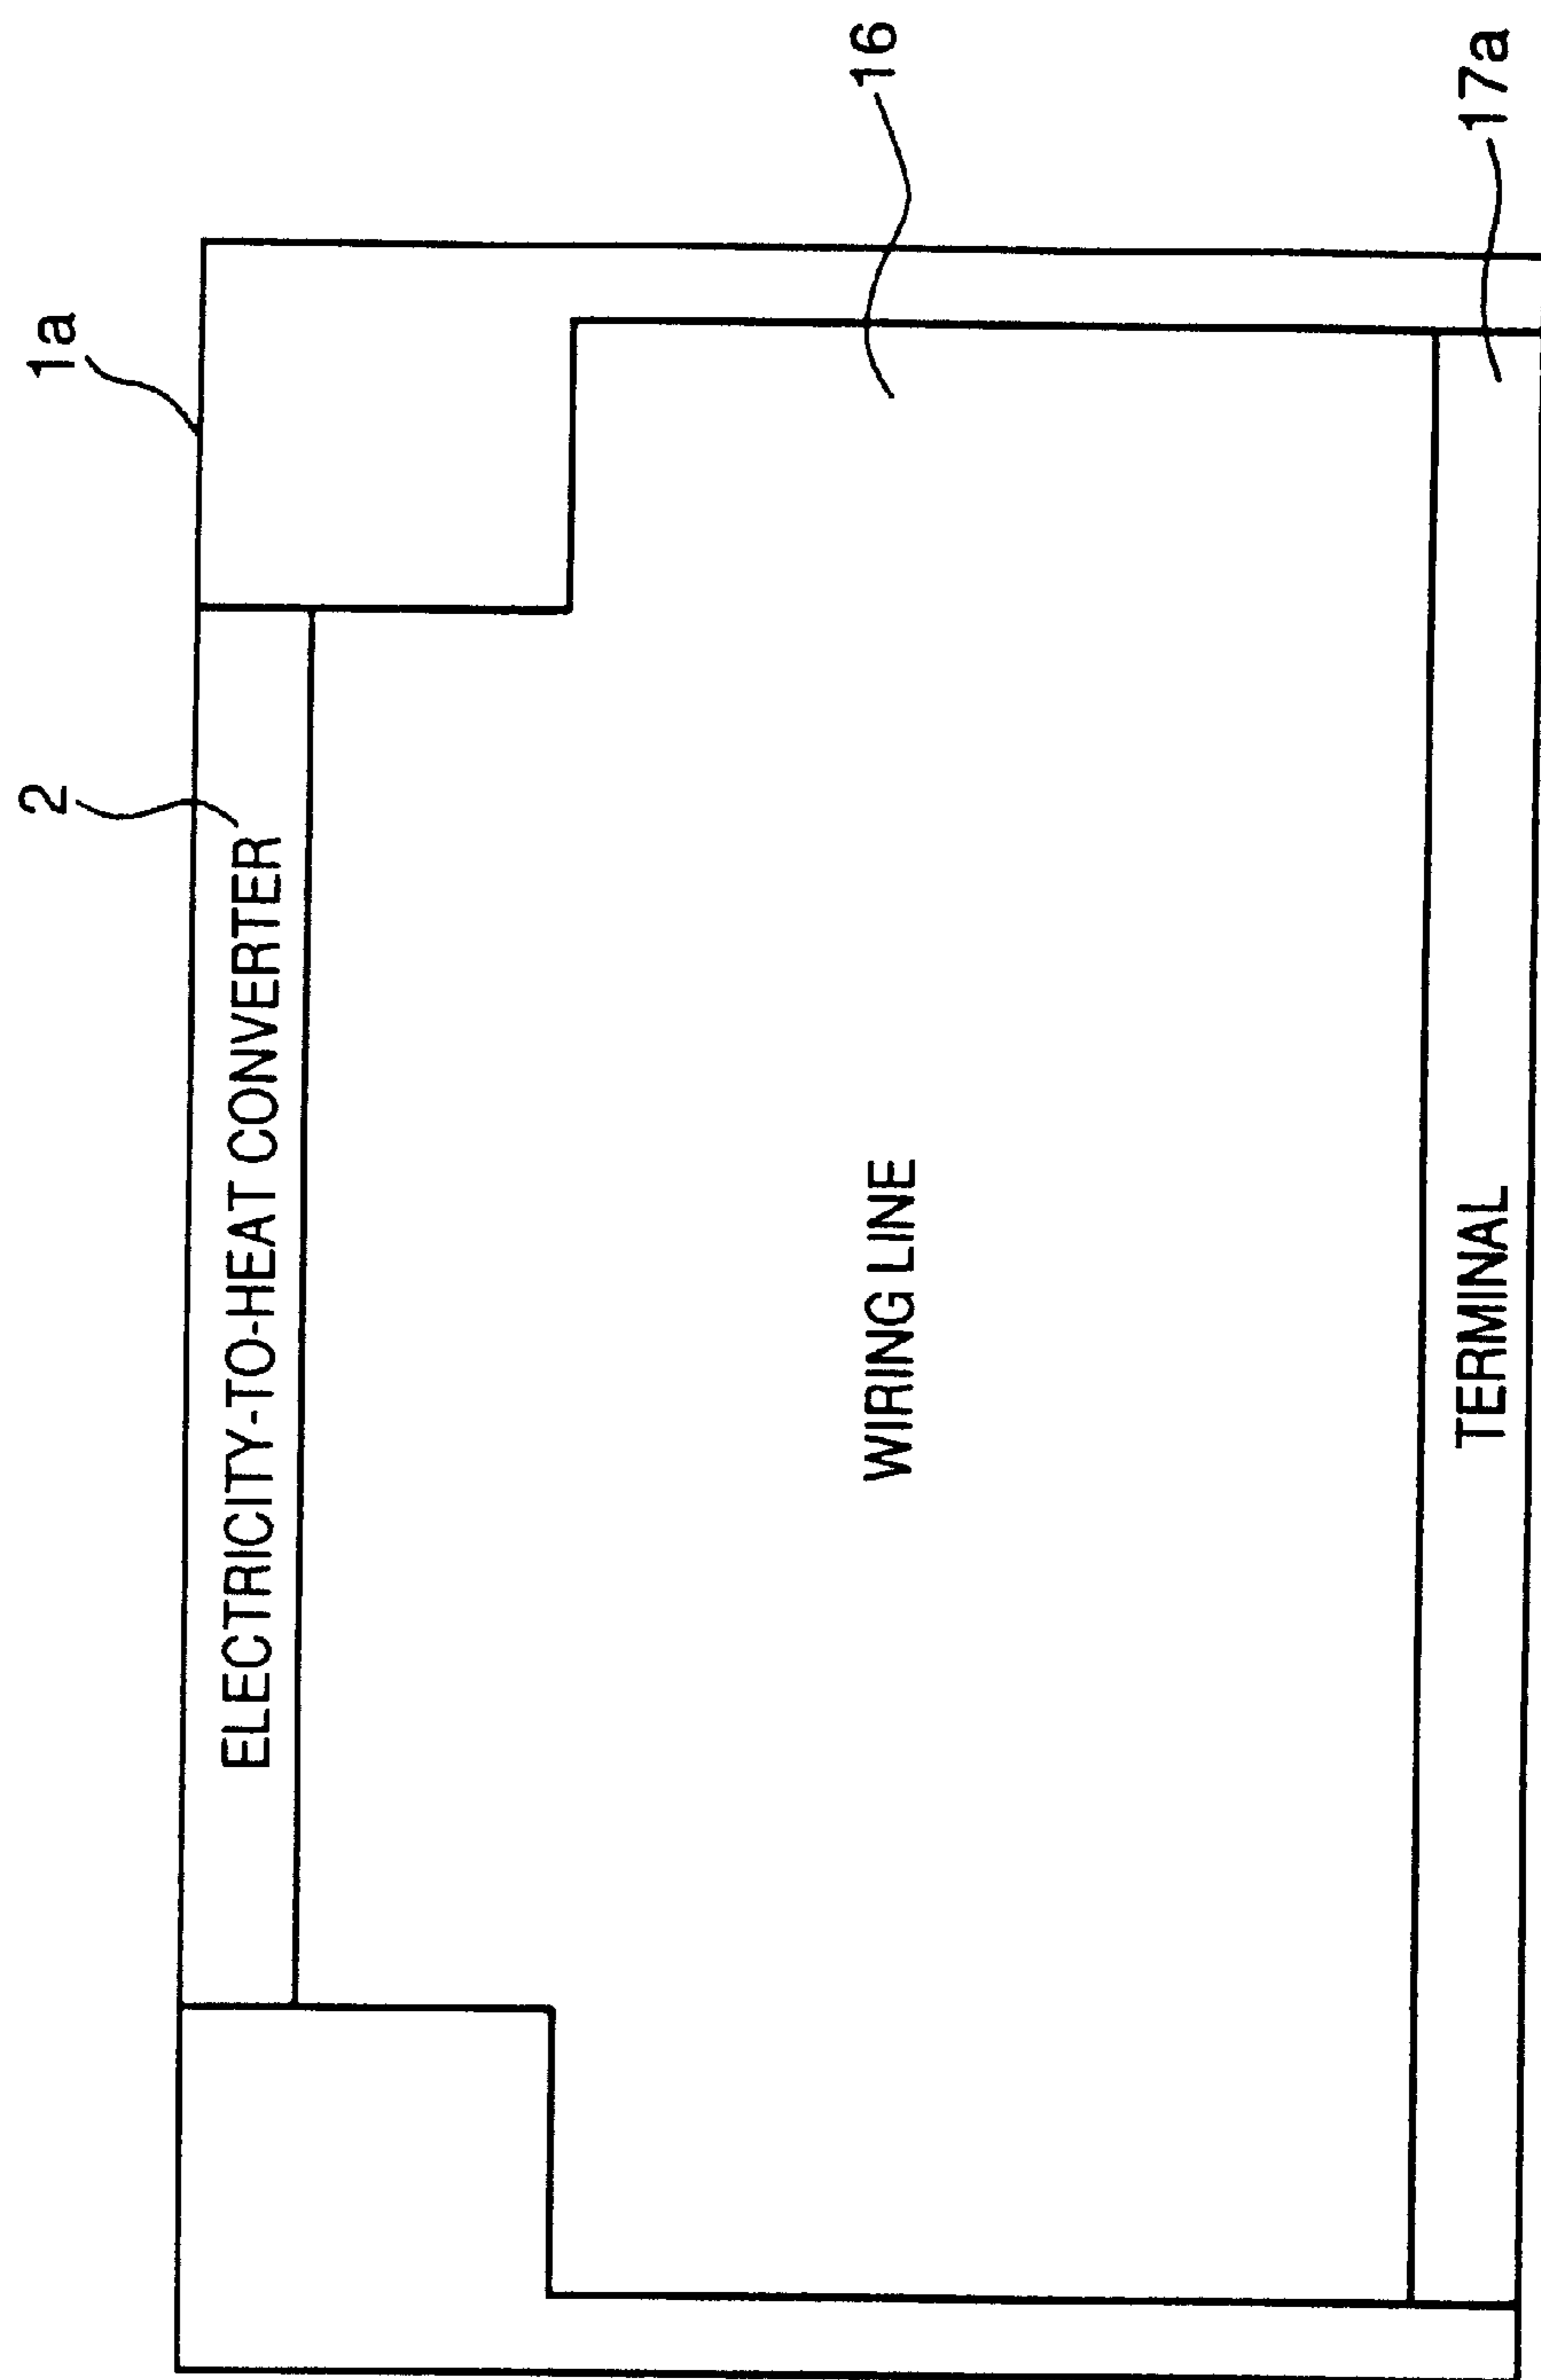 1a
2
ELECTRICITY-TO-HEAT CONVERTER
16
WIRING LINE
17a
TERMINAL